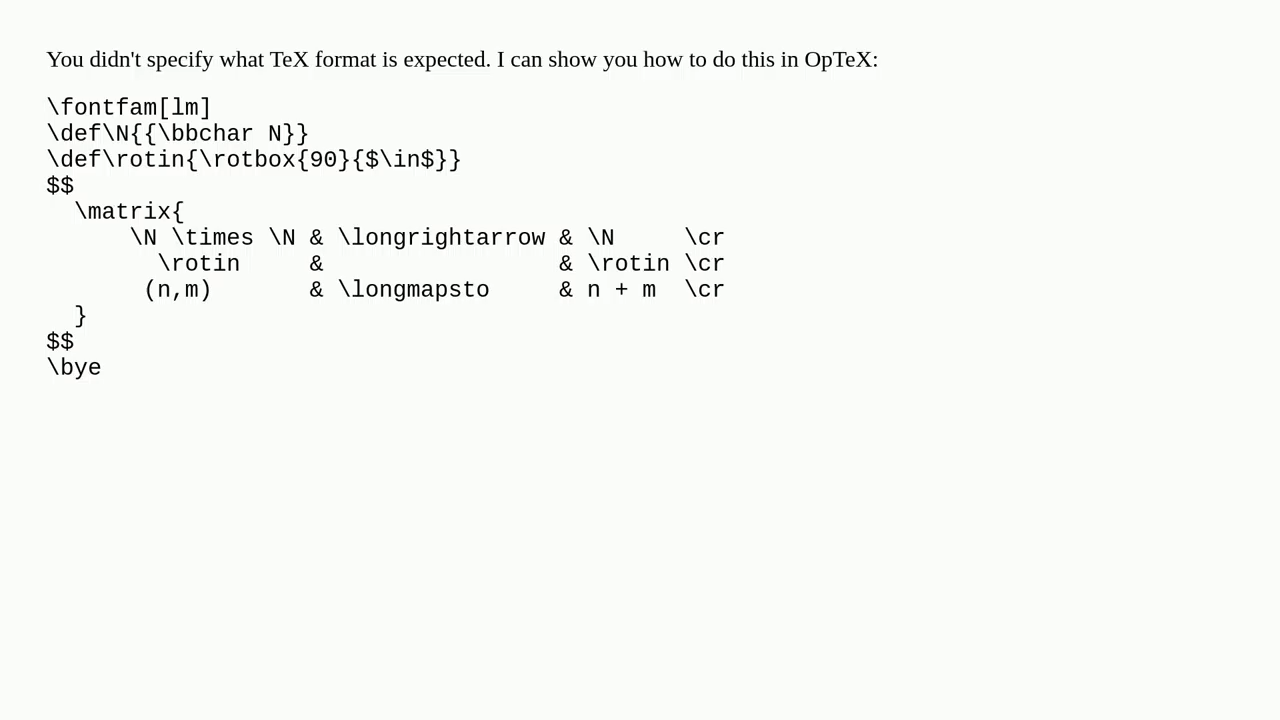 You didn't specify what TeX format is expected. I can show you how to do this in OpTeX:
\fontfam[lm]
\def\N{{\bbchar N}}
\def\rotin{\rotbox{90}{$\in$}}
$$
  \matrix{
      \N \times \N & \longrightarrow & \N     \cr
        \rotin     &                 & \rotin \cr
       (n,m)       & \longmapsto     & n + m  \cr
  }
$$
\bye